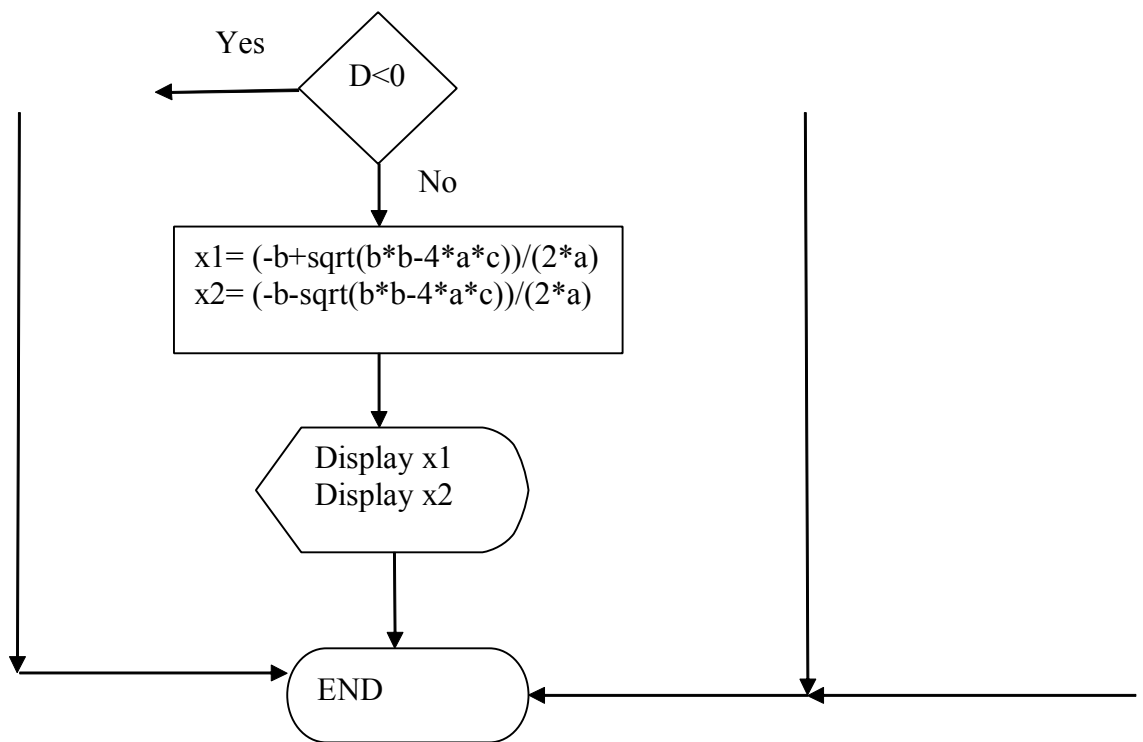 Yes
D<0
No
x1= (-b+sqrt(b*b-4*a*c))/(2*a)
x2= (-b-sqrt(b*b-4*a*c))/(2*a)
Display x1
Display x2
END